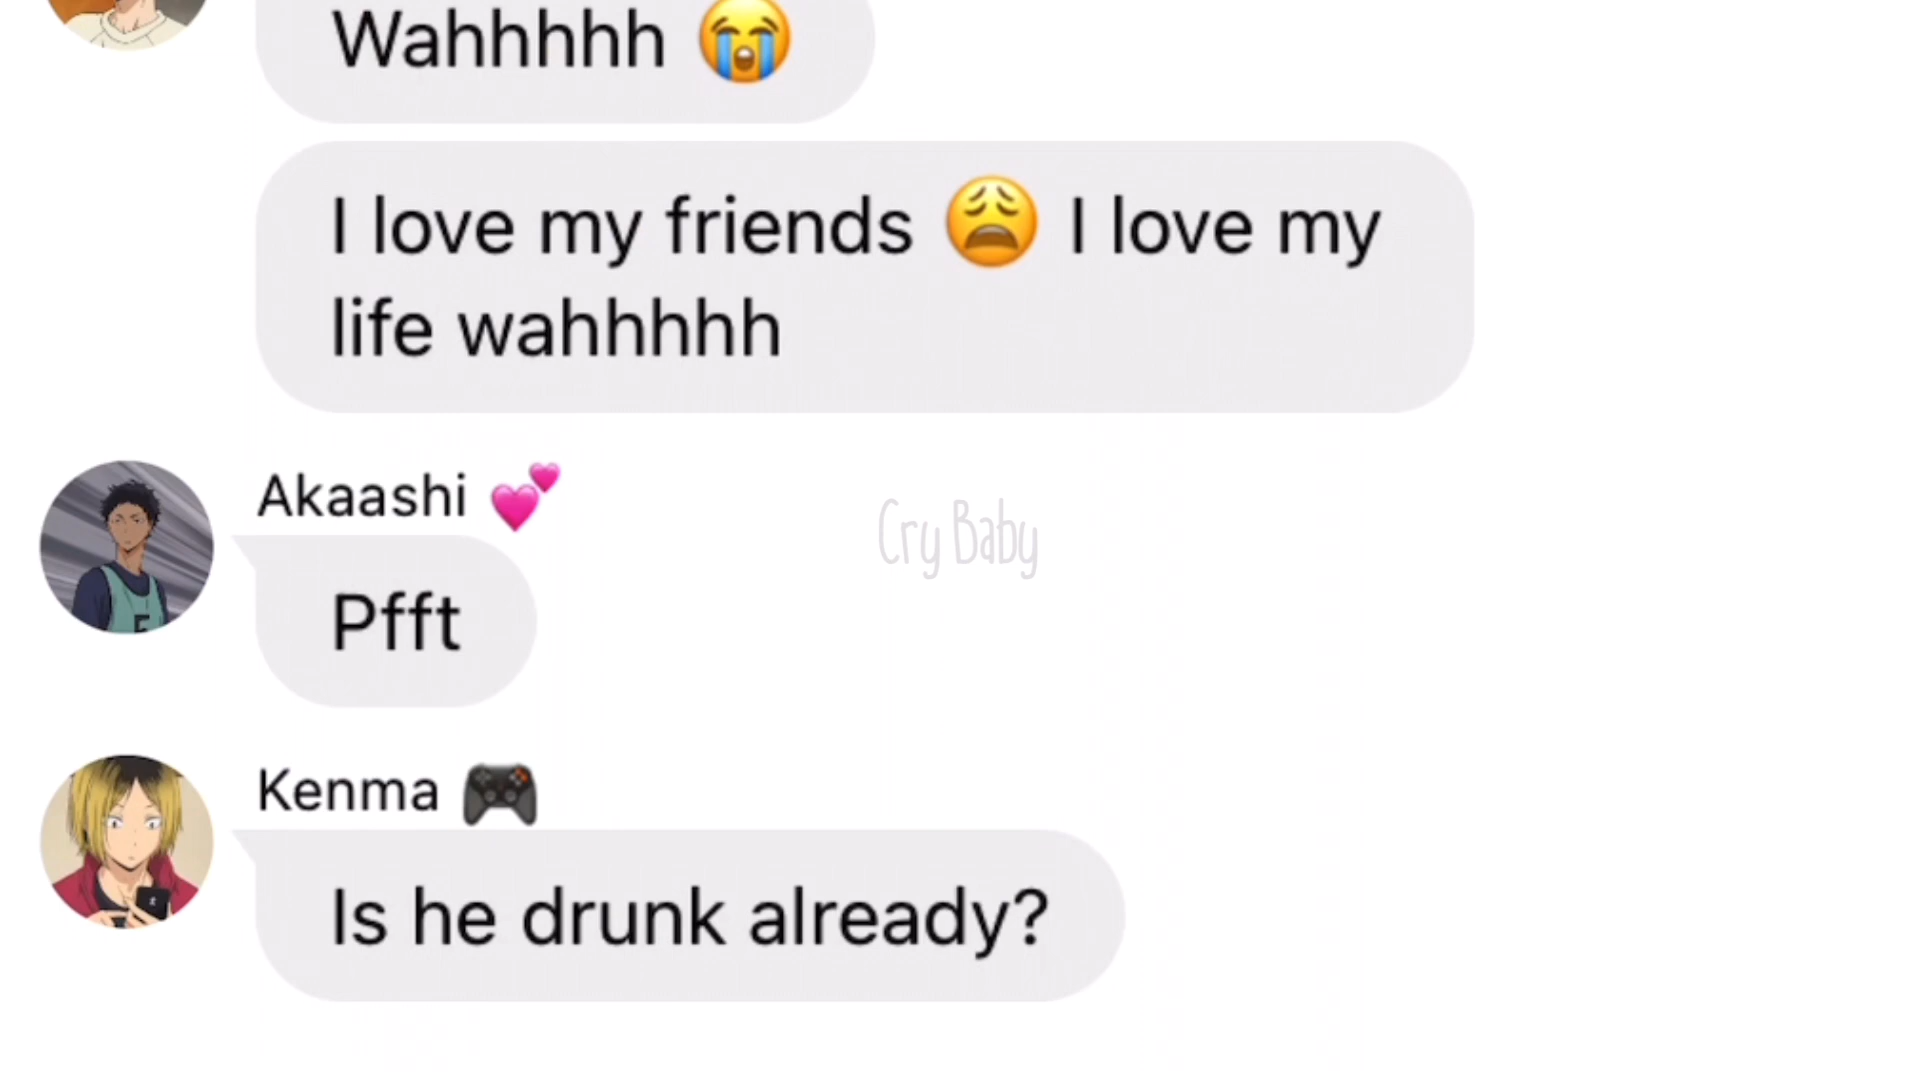 Wahhhhh 😭
I love my friends 😩 I love my
life wahhhhh
Akaashi 💕
Cry Baby
Pfft
Kenma 🎮
Is he drunk already?